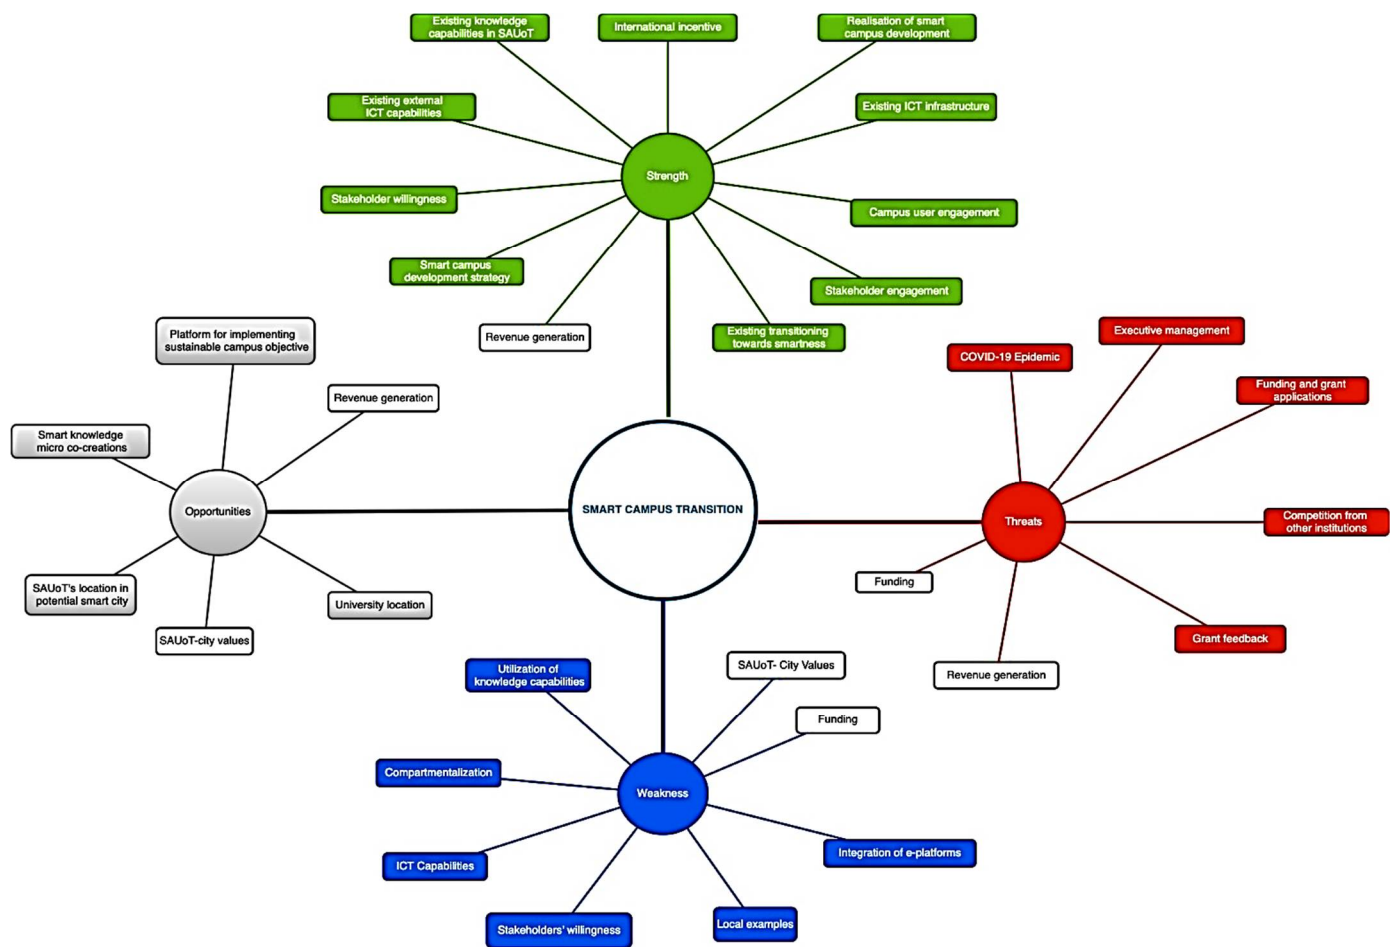 Existing knowledge
capabilities in SAUoT
International incentive
Realisation of smart
campus development
Existing external
ICT capabilities
Existing ICT infrastructure
Strength
Stakeholder willingness
Campus user engagement
Smart campus
development strategy
Stakeholder engagement
Revenue generation
Existing transitioning
towards smartness
Platform for implementing
sustainable campus objective
Revenue generation
Smart knowledge
micro co-creations
Opportunities
SAUoT's location in
potential smart city
University location
SAUoT-city values
SMART CAMPUS TRANSITION
Executive management
COVID-19 Epidemic
Funding and grant
applications
Threats
Competition from
other institutions
Funding
Grant feedback
Revenue generation
Utilization of
knowledge capabilities
SAUoT- City Values
Funding
Compartmentalization
Weakness
ICT Capabilities
Integration of e-platforms
Stakeholders' willingness
Local examples